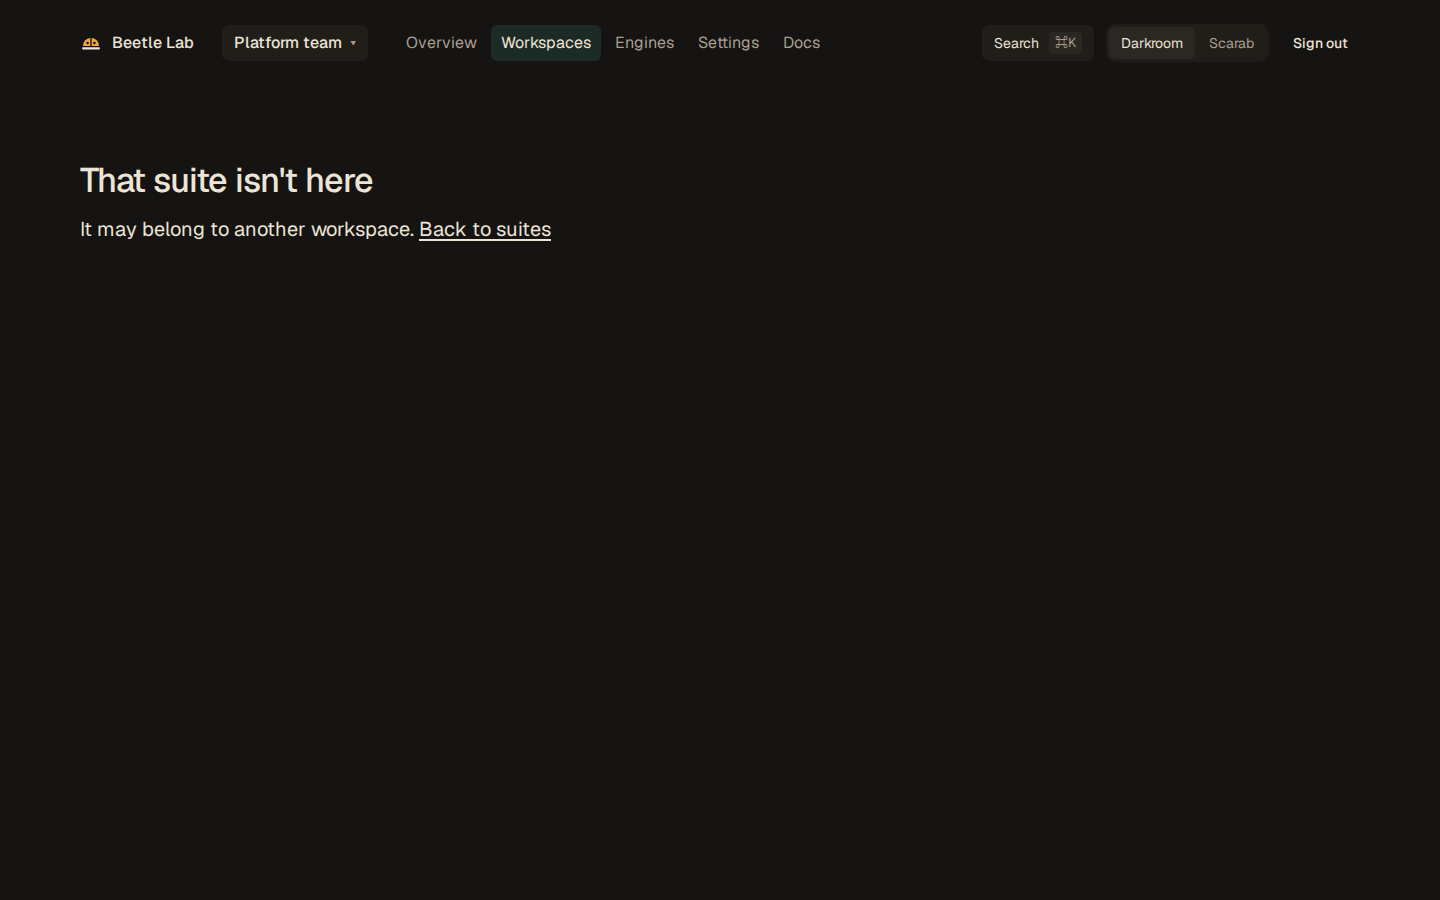 Beetle Lab
Platform team ▾
Overview
Workspaces
Engines
Settings
Docs
Search ⌘K
Darkroom
Scarab
Sign out
That suite isn't here
It may belong to another workspace. Back to suites